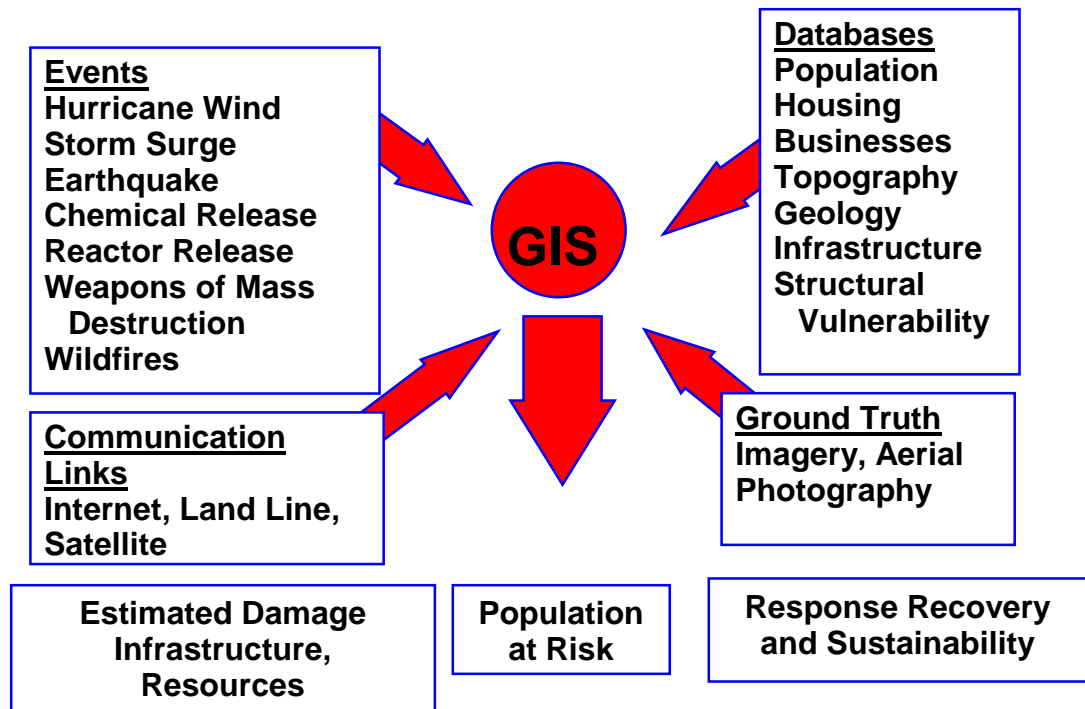 Events
Hurricane Wind
Storm Surge
Earthquake
Chemical Release
Reactor Release
Weapons of Mass
Destruction
Wildfires
Databases
Population
Housing
Businesses
Topography
Geology
Infrastructure
Structural
Vulnerability
GIS
Communication
Links
Internet, Land Line,
Satellite
Ground Truth
Imagery, Aerial
Photography
Estimated Damage
Infrastructure,
Resources
Population
at Risk
Response Recovery
and Sustainability